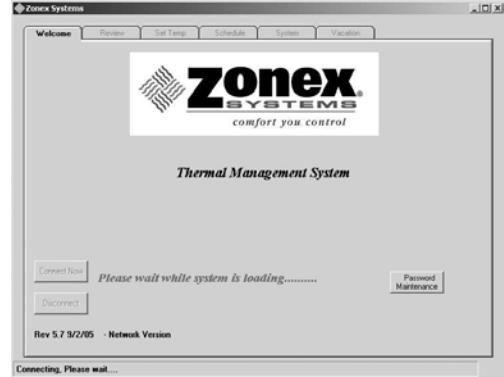 Zonex Systems
Welcome Review Set Temp Schedule System Vacation
ZONEX
SYSTEMS
comfort you control
Thermal Management System
Connect Now
Please wait while system is loading..........
Password
Maintenance
Disconnect
Rev 5.7 9/2/05 - Network Version
Connecting, Please wait....